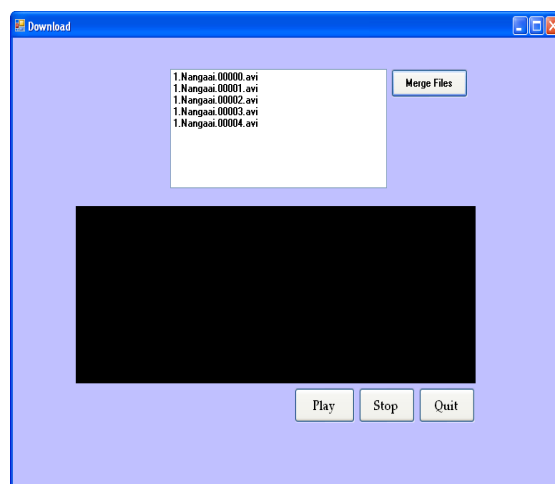 Download
1.Nangaai.00000.avi
1.Nangaai.00001.avi
1.Nangaai.00002.avi
1.Nangaai.00003.avi
1.Nangaai.00004.avi
Merge Files
Play Stop Quit